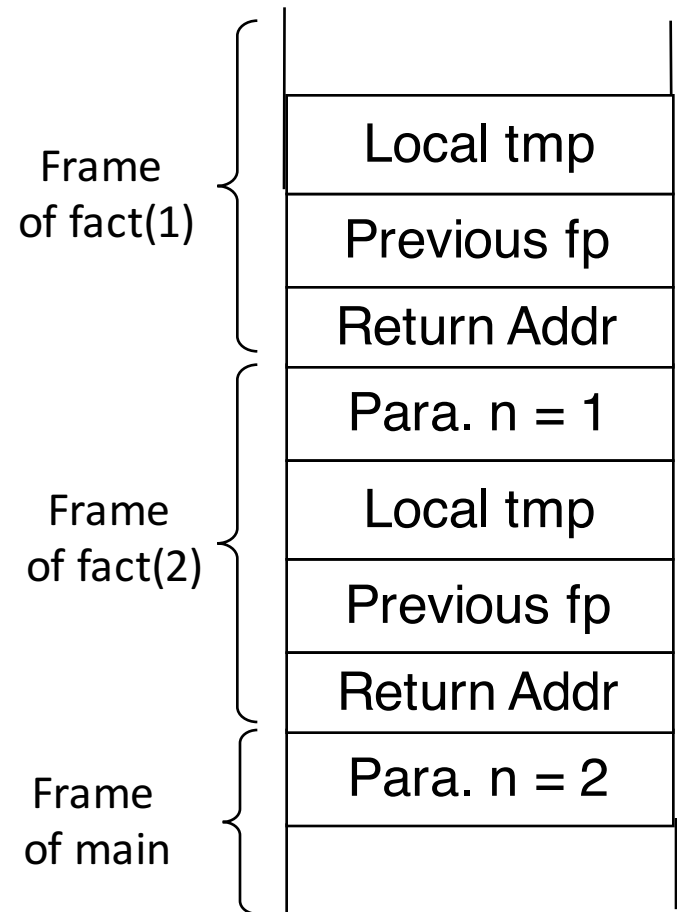 Frame
of fact(1)
Local tmp
Previous fp
Return Addr
Frame
of fact(2)
Para. n = 1
Local tmp
Previous fp
Return Addr
Frame
of main
Para. n = 2